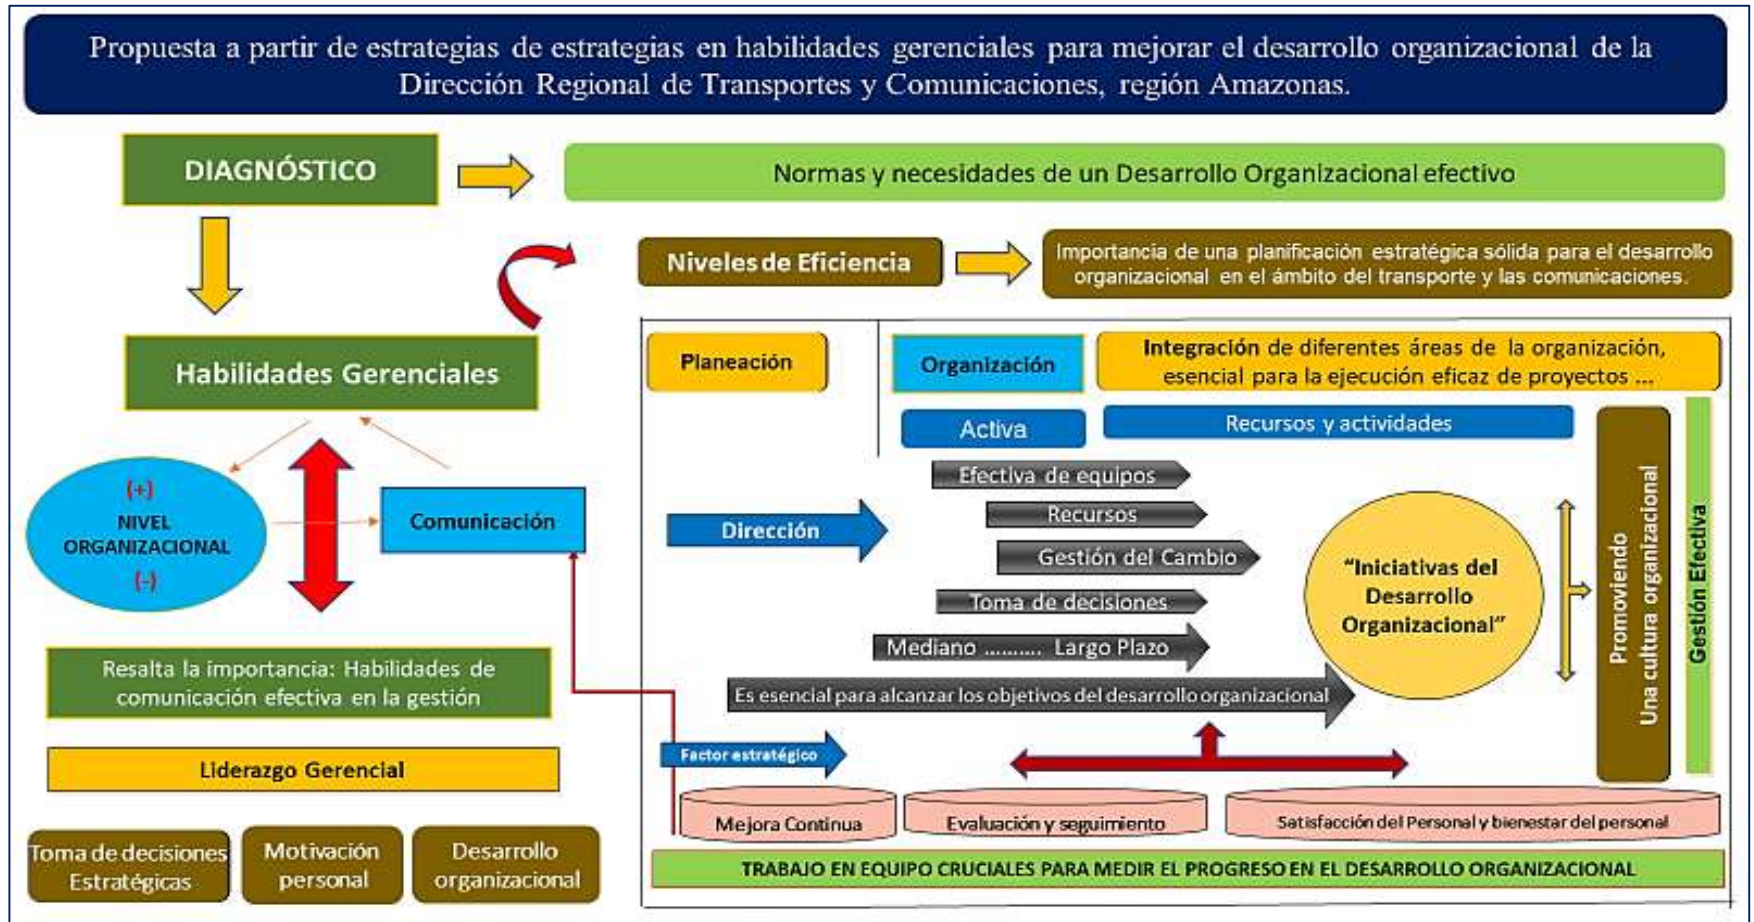 Propuesta a partir de estrategias de estrategias en habilidades gerenciales para mejorar el desarrollo organizacional de la
Dirección Regional de Transportes y Comunicaciones, región Amazonas.
DIAGNÓSTICO
Normas y necesidades de un Desarrollo Organizacional efectivo
Niveles de Eficiencia
Importancia de una planificación estratégica sólida para el desarrollo
organizacional en el ámbito del transporte y las comunicaciones.
Habilidades Gerenciales
Planeación
Organización
Integración de diferentes áreas de la organización,
esencial para la ejecución eficaz de proyectos ...
Activa
Recursos y actividades
(+)
NIVEL
ORGANIZACIONAL
(-)
Comunicación
Dirección
Efectiva de equipos
Recursos
Gestión del Cambio
Toma de decisiones
Mediano .......... Largo Plazo
Es esencial para alcanzar los objetivos del desarrollo organizacional
“Iniciativas del
Desarrollo
Organizacional”
Promoviendo
Una cultura organizacional
Gestión Efectiva
Resalta la importancia: Habilidades de
comunicación efectiva en la gestión
Liderazgo Gerencial
Toma de decisiones
Estratégicas
Motivación
personal
Desarrollo
organizacional
Factor estratégico
Mejora Continua
Evaluación y seguimiento
Satisfacción del Personal y bienestar del personal
TRABAJO EN EQUIPO CRUCIALES PARA MEDIR EL PROGRESO EN EL DESARROLLO ORGANIZACIONAL